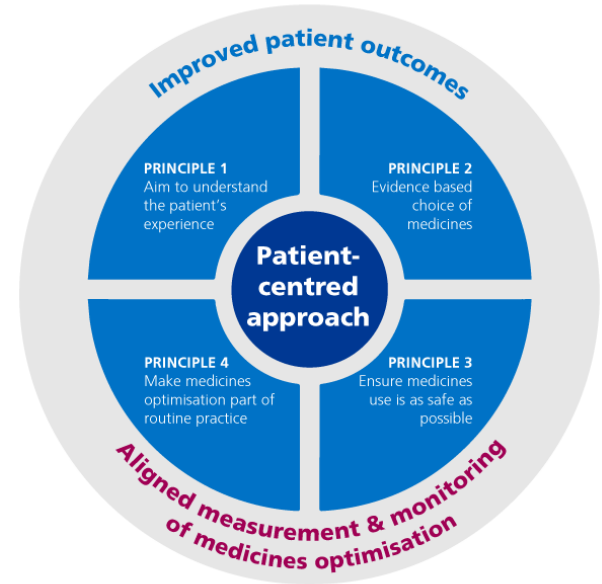 Improved patient outcomes
PRINCIPLE 1
Aim to understand
the patient's
experience
PRINCIPLE 2
Evidence based
choice of
medicines
Patient-
centred
approach
PRINCIPLE 4
Make medicines
optimisation part of
routine practice
PRINCIPLE 3
Ensure medicines
use is as safe as
possible
Aligned measurement & monitoring
of medicines optimisation